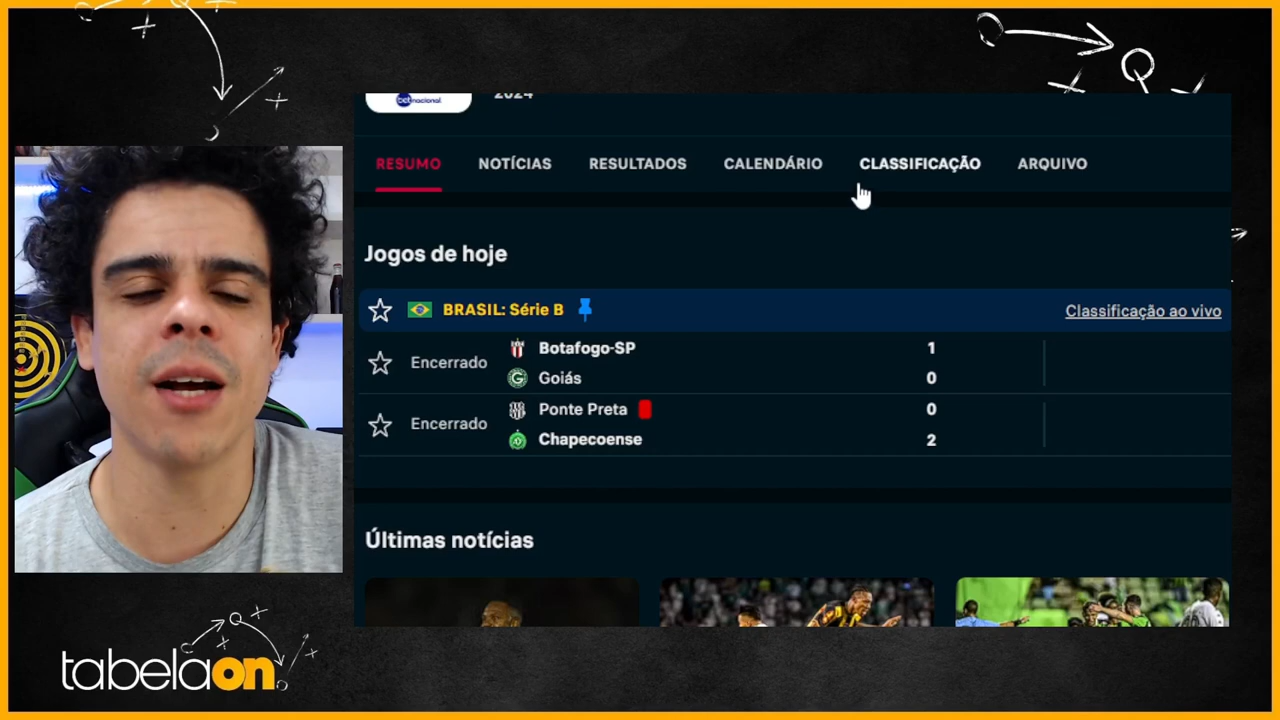 betnacional
2024
RESUMO NOTÍCIAS RESULTADOS CALENDÁRIO CLASSIFICAÇÃO ARQUIVO
Jogos de hoje
BRASIL: Série B Classificação ao vivo
Botafogo-SP 1
Encerrado
Goiás 0
Ponte Preta 0
Encerrado
Chapecoense 2
Últimas notícias
tabelaon